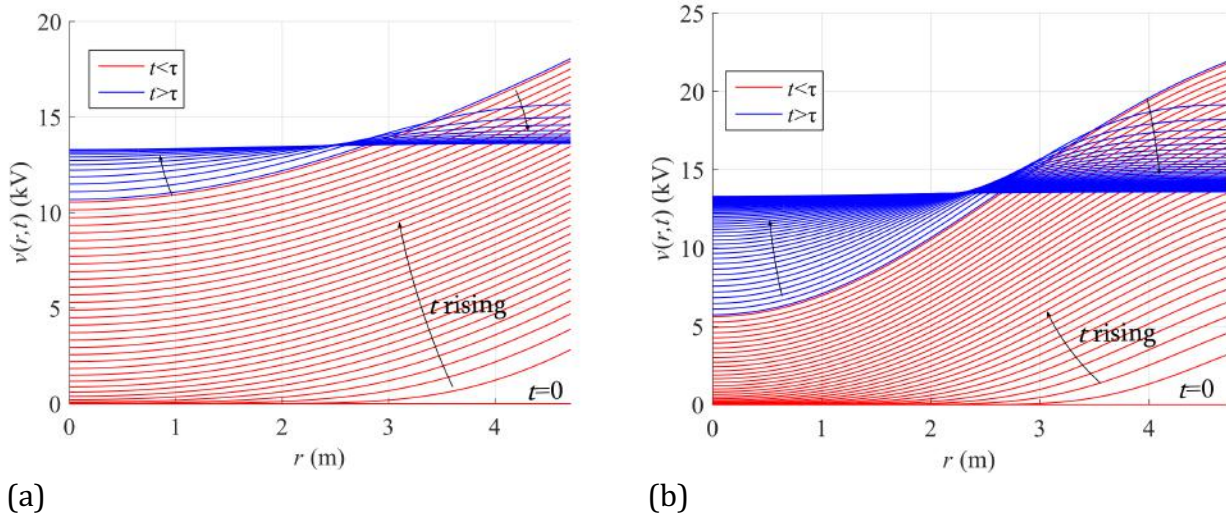 20
15
10
5
0
v(r,t) (kV)
t<τ
t>τ
t rising
t=0
0 1 2 3 4
r (m)
(a)
25
20
15
10
5
0
v(r,t) (kV)
t<τ
t>τ
t rising
t=0
0 1 2 3 4
r (m)
(b)